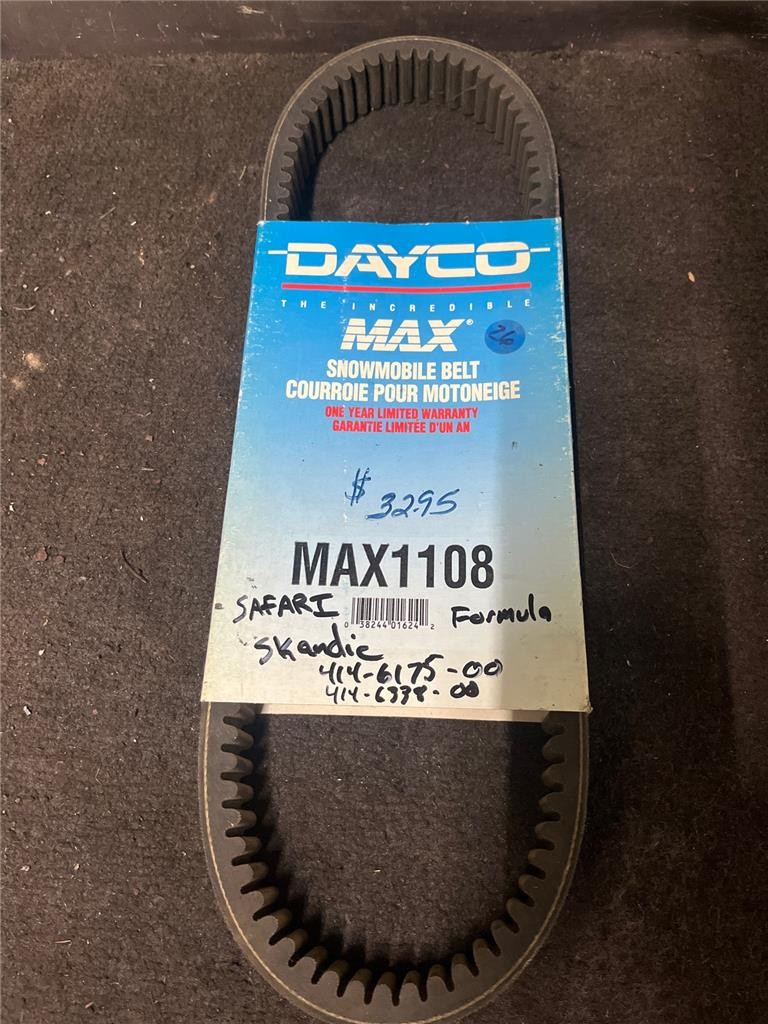 DAYCO
THE INCREDIBLE
MAX®
26
SNOWMOBILE BELT
COURROIE POUR MOTONEIGE
ONE YEAR LIMITED WARRANTY
GARANTIE LIMITÉE D'UN AN
$ 32.95
MAX1108
SAFARI Formula
0 38244 01624 2
Skandic
414-6175-00
414-6338-00